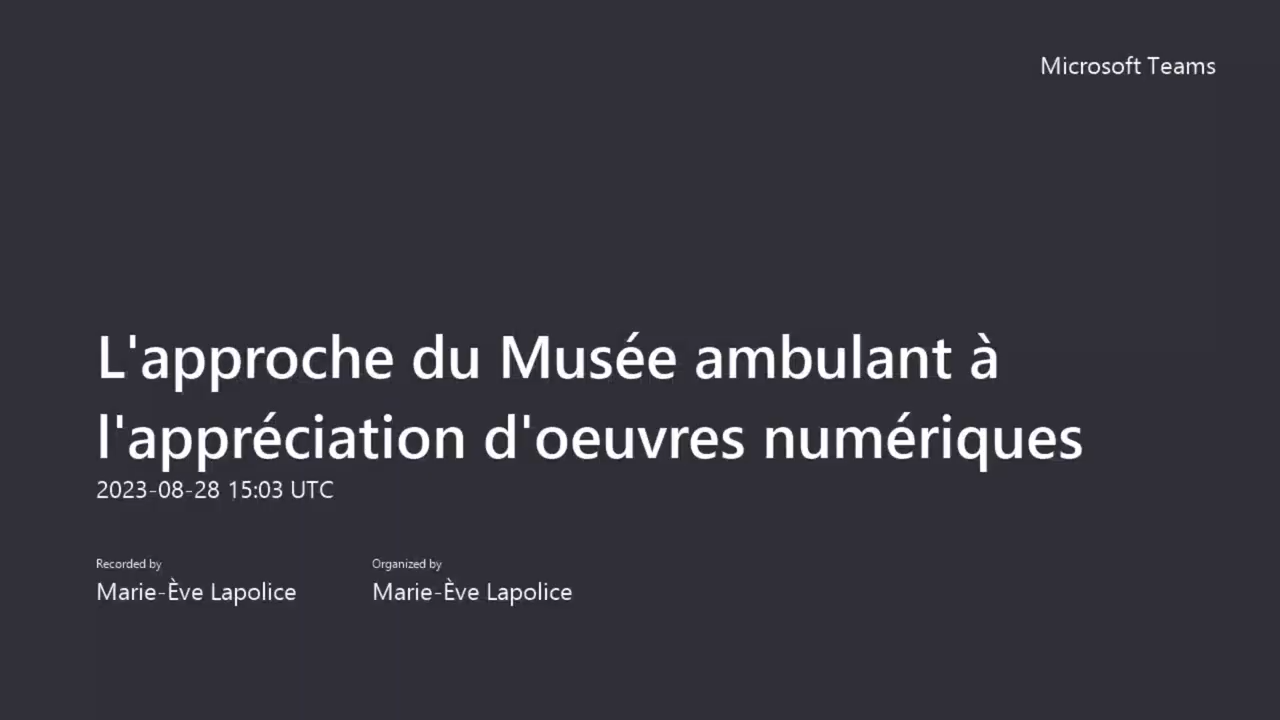 Microsoft Teams
L'approche du Musée ambulant à
l'appréciation d'oeuvres numériques
2023-08-28 15:03 UTC
Recorded by
Marie-Ève Lapolice
Organized by
Marie-Ève Lapolice